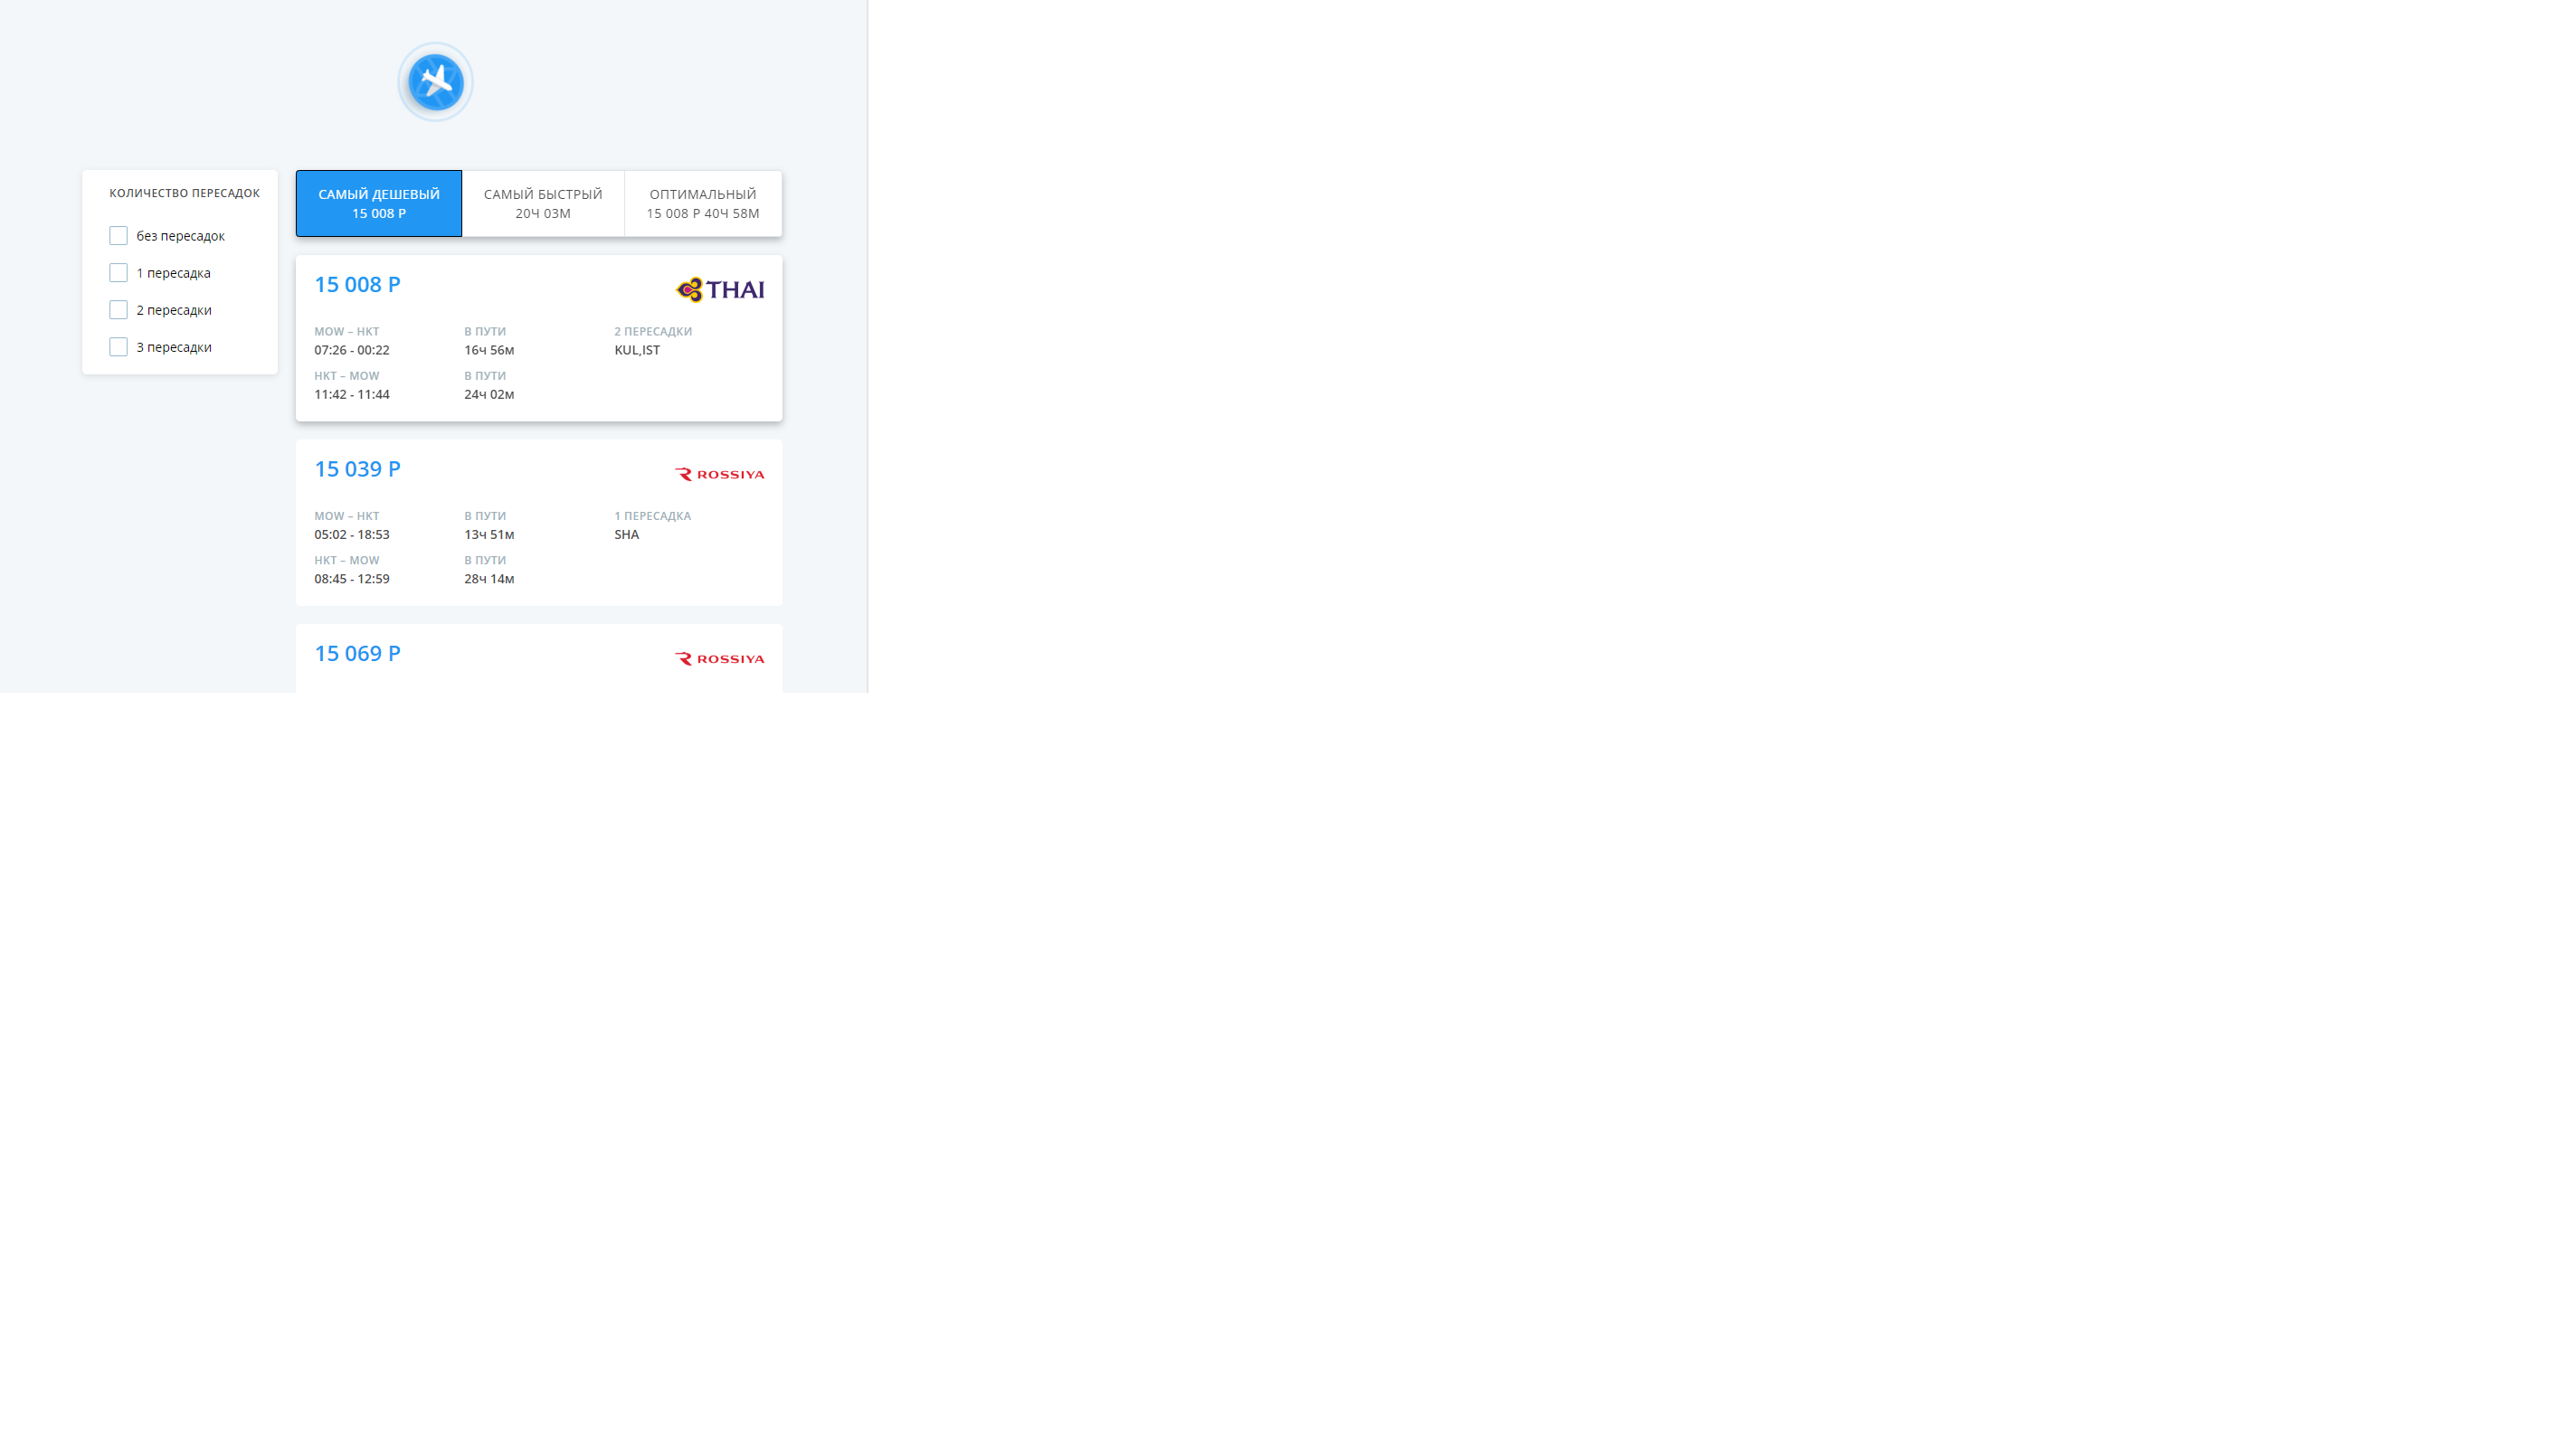 КОЛИЧЕСТВО ПЕРЕСАДОК
без пересадок
1 пересадка
2 пересадки
3 пересадки
САМЫЙ ДЕШЕВЫЙ
15 008 Р
САМЫЙ БЫСТРЫЙ
20Ч 03М
ОПТИМАЛЬНЫЙ
15 008 Р 40Ч 58М
15 008 Р
THAI
MOW – HKT
07:26 - 00:22
В ПУТИ
16ч 56м
2 ПЕРЕСАДКИ
KUL,IST
HKT – MOW
11:42 - 11:44
В ПУТИ
24ч 02м
15 039 Р
ROSSIYA
MOW – HKT
05:02 - 18:53
В ПУТИ
13ч 51м
1 ПЕРЕСАДКА
SHA
HKT – MOW
08:45 - 12:59
В ПУТИ
28ч 14м
15 069 Р
ROSSIYA